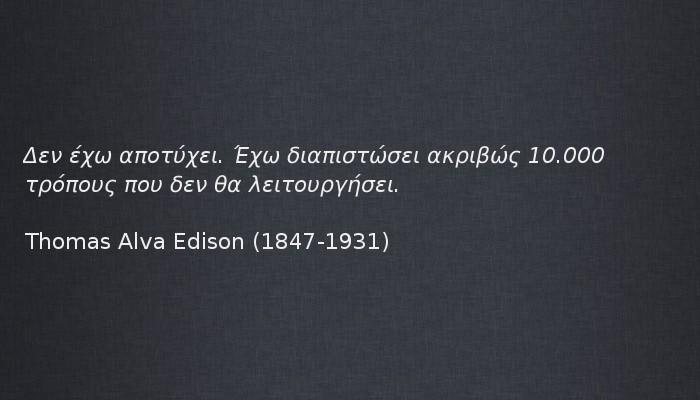 Δεν έχω αποτύχει. Έχω διαπιστώσει ακριβώς 10.000
τρόπους που δεν θα λειτουργήσει.
Thomas Alva Edison (1847-1931)